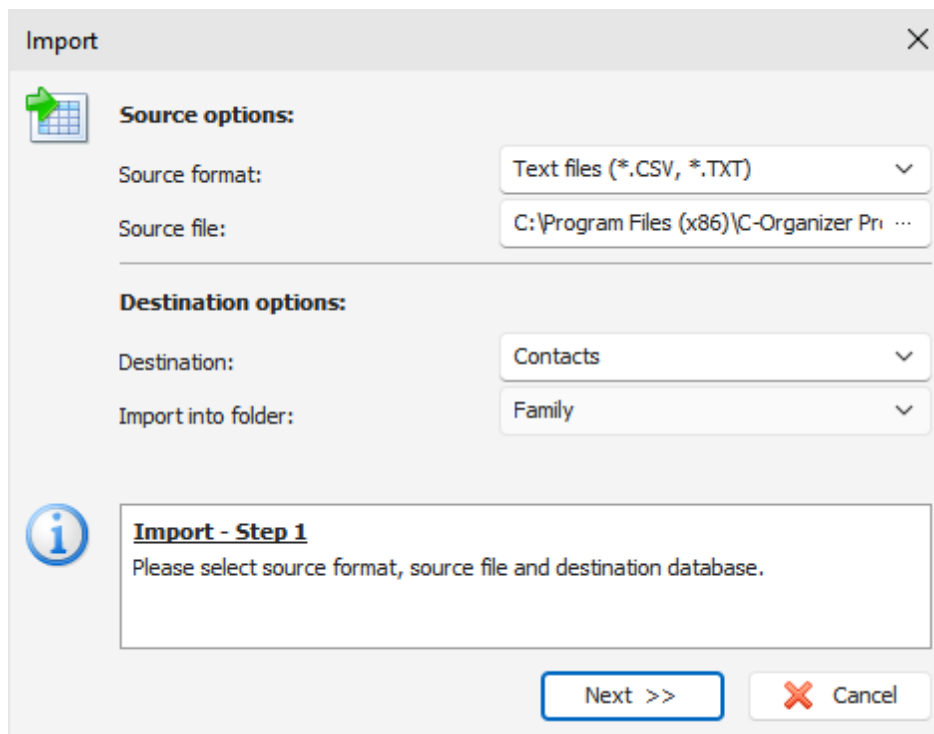 Import
Source options:
Source format: Text files (*.CSV, *.TXT)
Source file: C:\Program Files (x86)\C-Organizer Pr ...
Destination options:
Destination: Contacts
Import into folder: Family
Import - Step 1
Please select source format, source file and destination database.
Next >> Cancel